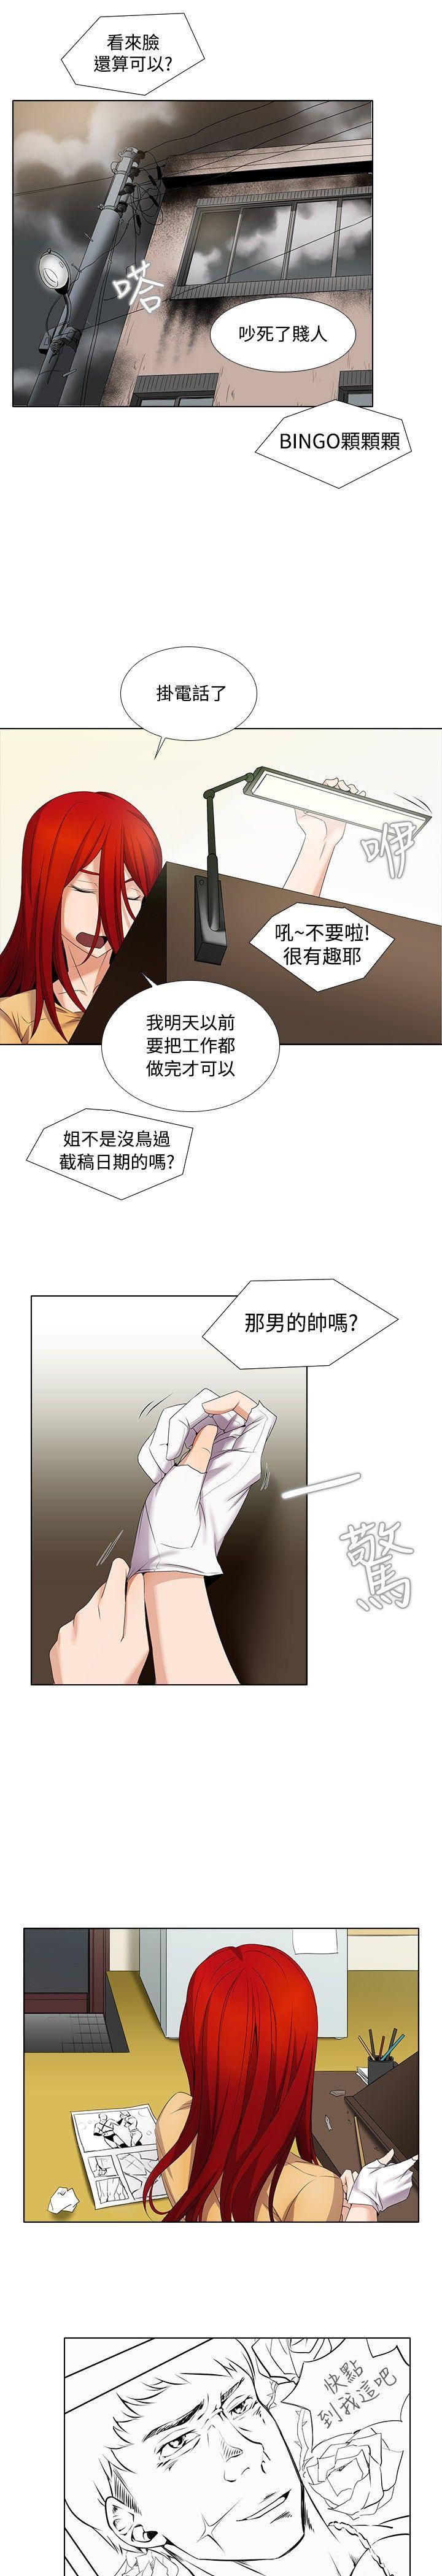 看來臉
還算可以?
嗒
吵死了賤人
BINGO顆顆顆
掛電話了
咿
吼~不要啦!
很有趣耶
我明天以前
要把工作都
做完才可以
姐不是沒鳥過
截稿日期的嗎?
那男的帥嗎?
驚
快點
到我這吧